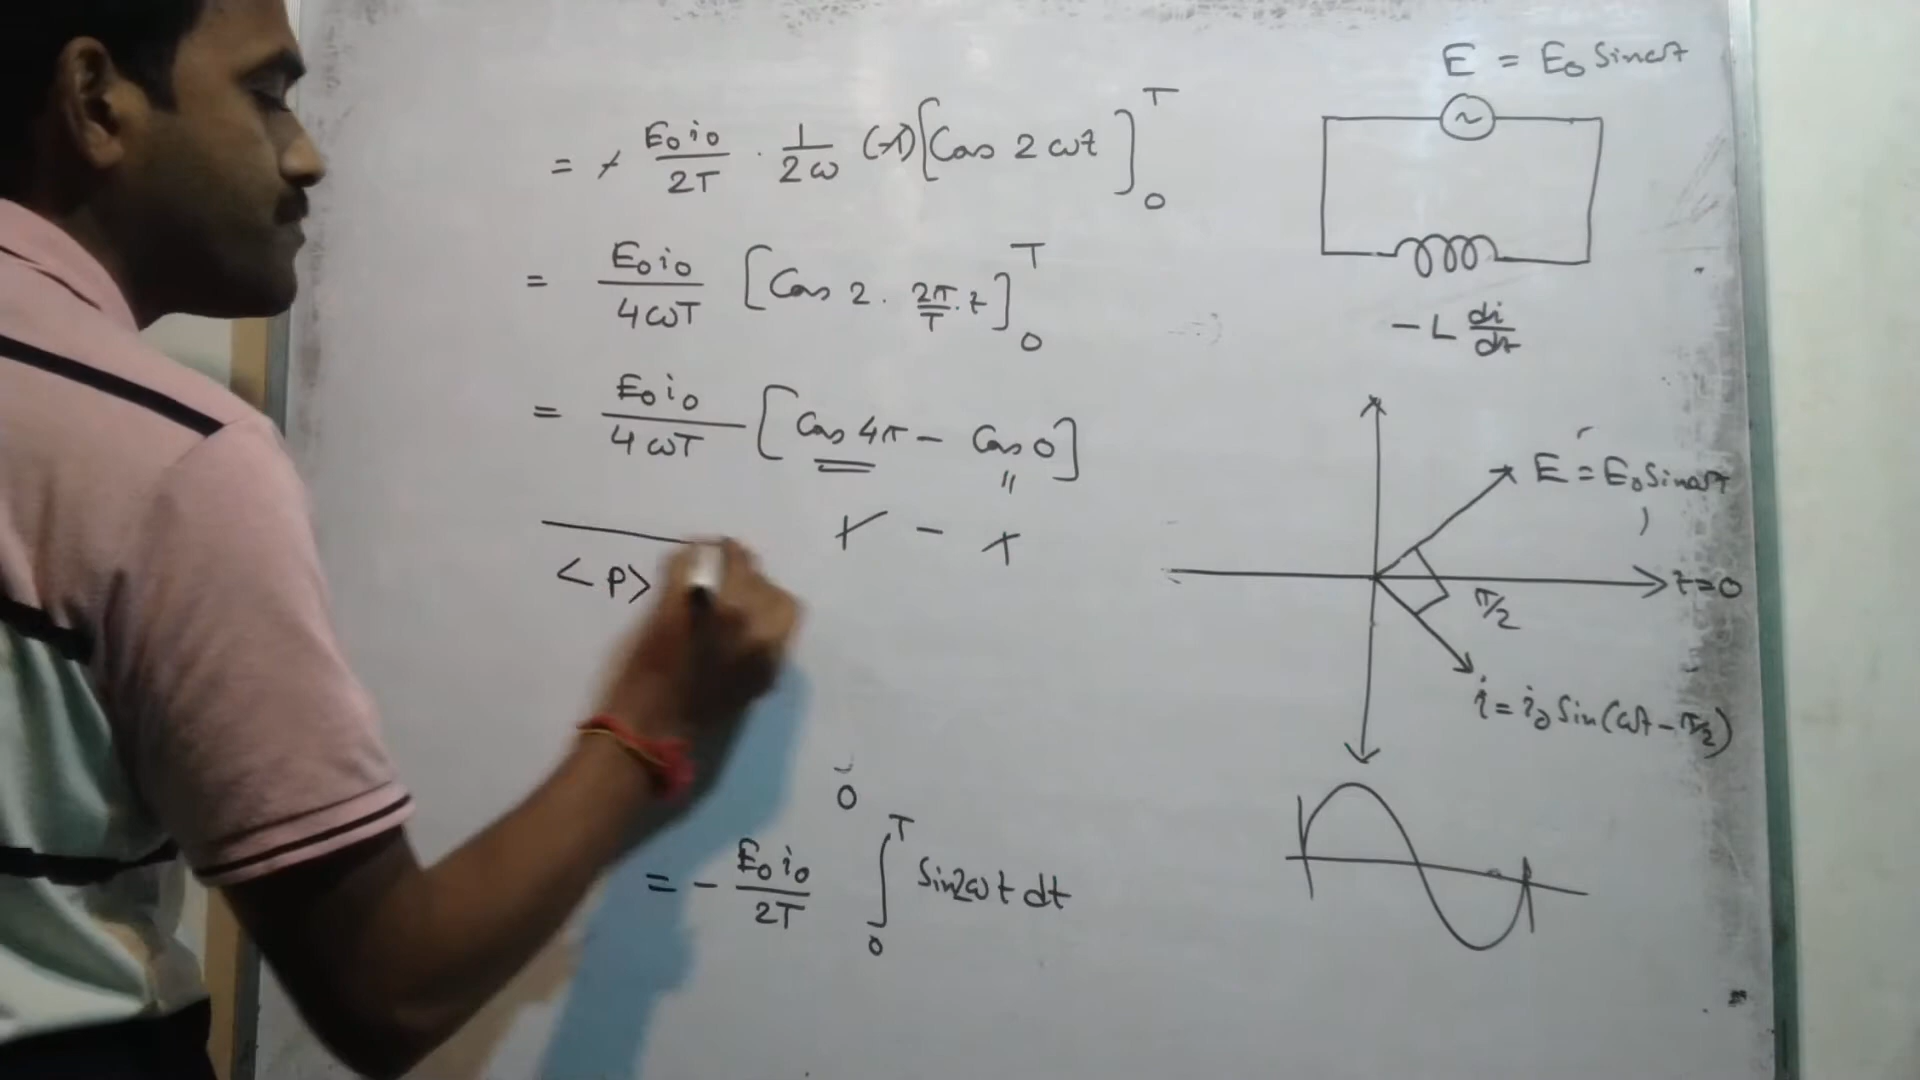 = + E₀i₀/2T · 1/2ω (-1)[Cos 2ωt]₀ᵀ
= E₀i₀/4ωT [Cos 2 · 2π/T · t]₀ᵀ
= E₀i₀/4ωT [Cos 4π - Cos 0]
"
1 - 1
<P>
0
= - E₀i₀/2T ∫₀ᵀ Sin2ωt dt
E = E₀ Sinωt
~
- L di/dt
E = E₀Sinωt
t=0
π/2
i = i₀ Sin(ωt - π/2)